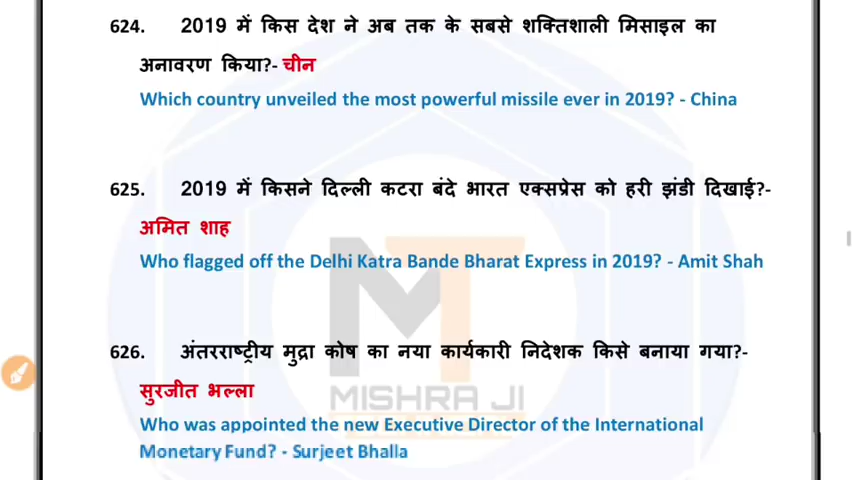 624. 2019 में किस देश ने अब तक के सबसे शक्तिशाली मिसाइल का
अनावरण किया?- चीन
Which country unveiled the most powerful missile ever in 2019? - China
625. 2019 में किसने दिल्ली कटरा बंदे भारत एक्सप्रेस को हरी झंडी दिखाई?-
अमित शाह
Who flagged off the Delhi Katra Bande Bharat Express in 2019? - Amit Shah
626. अंतरराष्ट्रीय मुद्रा कोष का नया कार्यकारी निदेशक किसे बनाया गया?-
सुरजीत भल्ला
MISHRA JI
Who was appointed the new Executive Director of the International
Monetary Fund? - Surjeet Bhalla